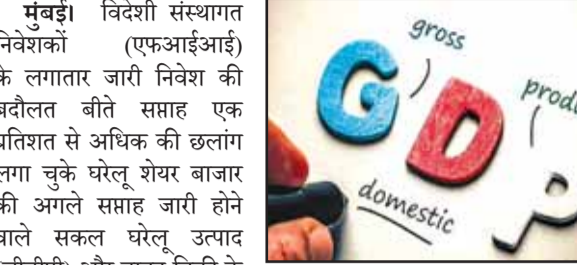 मुंबई। विदेशी संस्थागत
निवेशकों (एफआईआई)
के लगातार जारी निवेश की
बदौलत बीते सप्ताह एक
प्रतिशत से अधिक की छलांग
लगा चुके घरेलू शेयर बाजार
की अगले सप्ताह जारी होने
वाले सकल घरेलू उत्पाद
gross
GDP
domestic